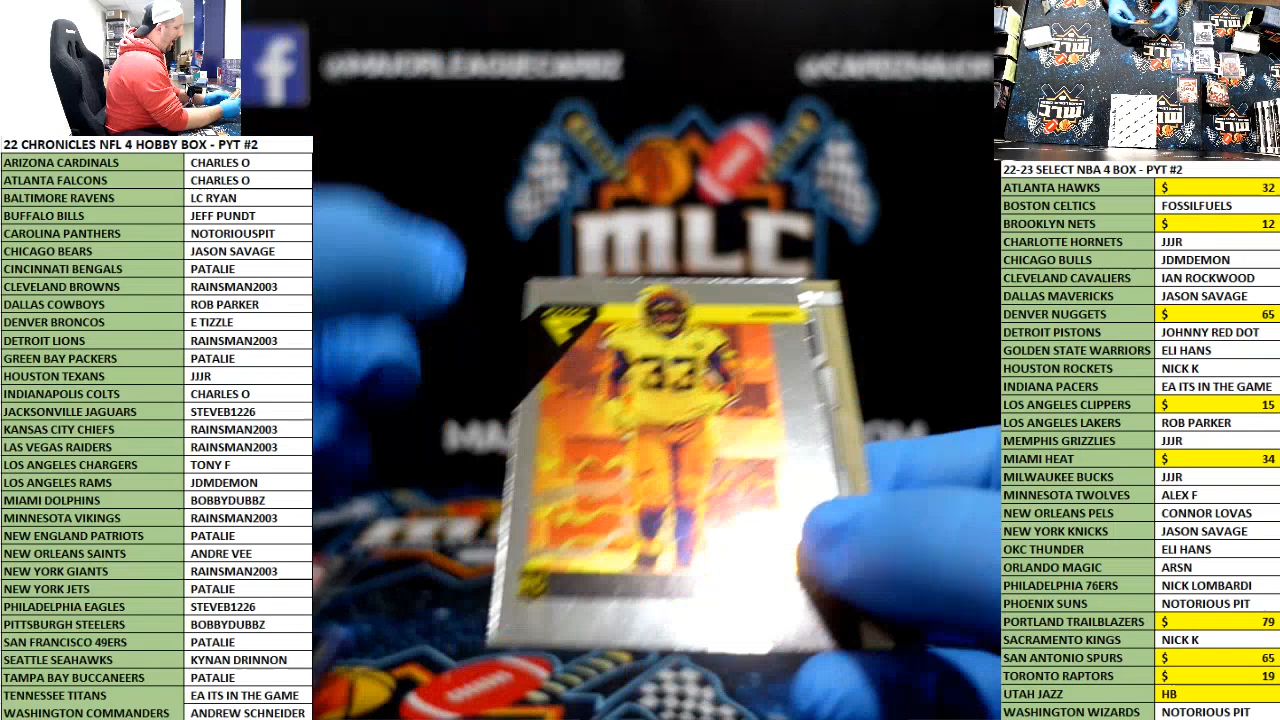 22 CHRONICLES NFL 4 HOBBY BOX - PYT #2
ARIZONA CARDINALS CHARLES O
ATLANTA FALCONS CHARLES O
BALTIMORE RAVENS LC RYAN
BUFFALO BILLS JEFF PUNDT
CAROLINA PANTHERS NOTORIOUSPIT
CHICAGO BEARS JASON SAVAGE
CINCINNATI BENGALS PATALIE
CLEVELAND BROWNS RAINSMAN2003
DALLAS COWBOYS ROB PARKER
DENVER BRONCOS E TIZZLE
DETROIT LIONS RAINSMAN2003
GREEN BAY PACKERS PATALIE
HOUSTON TEXANS JJJR
INDIANAPOLIS COLTS CHARLES O
JACKSONVILLE JAGUARS STEVEB1226
KANSAS CITY CHIEFS RAINSMAN2003
LAS VEGAS RAIDERS RAINSMAN2003
LOS ANGELES CHARGERS TONY F
LOS ANGELES RAMS JDMDEMON
MIAMI DOLPHINS BOBBYDUBBZ
MINNESOTA VIKINGS RAINSMAN2003
NEW ENGLAND PATRIOTS PATALIE
NEW ORLEANS SAINTS ANDRE VEE
NEW YORK GIANTS RAINSMAN2003
NEW YORK JETS PATALIE
PHILADELPHIA EAGLES STEVEB1226
PITTSBURGH STEELERS BOBBYDUBBZ
SAN FRANCISCO 49ERS PATALIE
SEATTLE SEAHAWKS KYNAN DRINNON
TAMPA BAY BUCCANEERS PATALIE
TENNESSEE TITANS EA ITS IN THE GAME
WASHINGTON COMMANDERS ANDREW SCHNEIDER
f
MLC
33
22-23 SELECT NBA 4 BOX - PYT #2
ATLANTA HAWKS $ 32
BOSTON CELTICS FOSSILFUELS
BROOKLYN NETS $ 12
CHARLOTTE HORNETS JJJR
CHICAGO BULLS JDMDEMON
CLEVELAND CAVALIERS IAN ROCKWOOD
DALLAS MAVERICKS JASON SAVAGE
DENVER NUGGETS $ 65
DETROIT PISTONS JOHNNY RED DOT
GOLDEN STATE WARRIORS ELI HANS
HOUSTON ROCKETS NICK K
INDIANA PACERS EA ITS IN THE GAME
LOS ANGELES CLIPPERS $ 15
LOS ANGELES LAKERS ROB PARKER
MEMPHIS GRIZZLIES JJJR
MIAMI HEAT $ 34
MILWAUKEE BUCKS JJJR
MINNESOTA TWOLVES ALEX F
NEW ORLEANS PELS CONNOR LOVAS
NEW YORK KNICKS JASON SAVAGE
OKC THUNDER ELI HANS
ORLANDO MAGIC ARSN
PHILADELPHIA 76ERS NICK LOMBARDI
PHOENIX SUNS NOTORIOUS PIT
PORTLAND TRAILBLAZERS $ 79
SACRAMENTO KINGS NICK K
SAN ANTONIO SPURS $ 65
TORONTO RAPTORS $ 19
UTAH JAZZ HB
WASHINGTON WIZARDS NOTORIOUS PIT